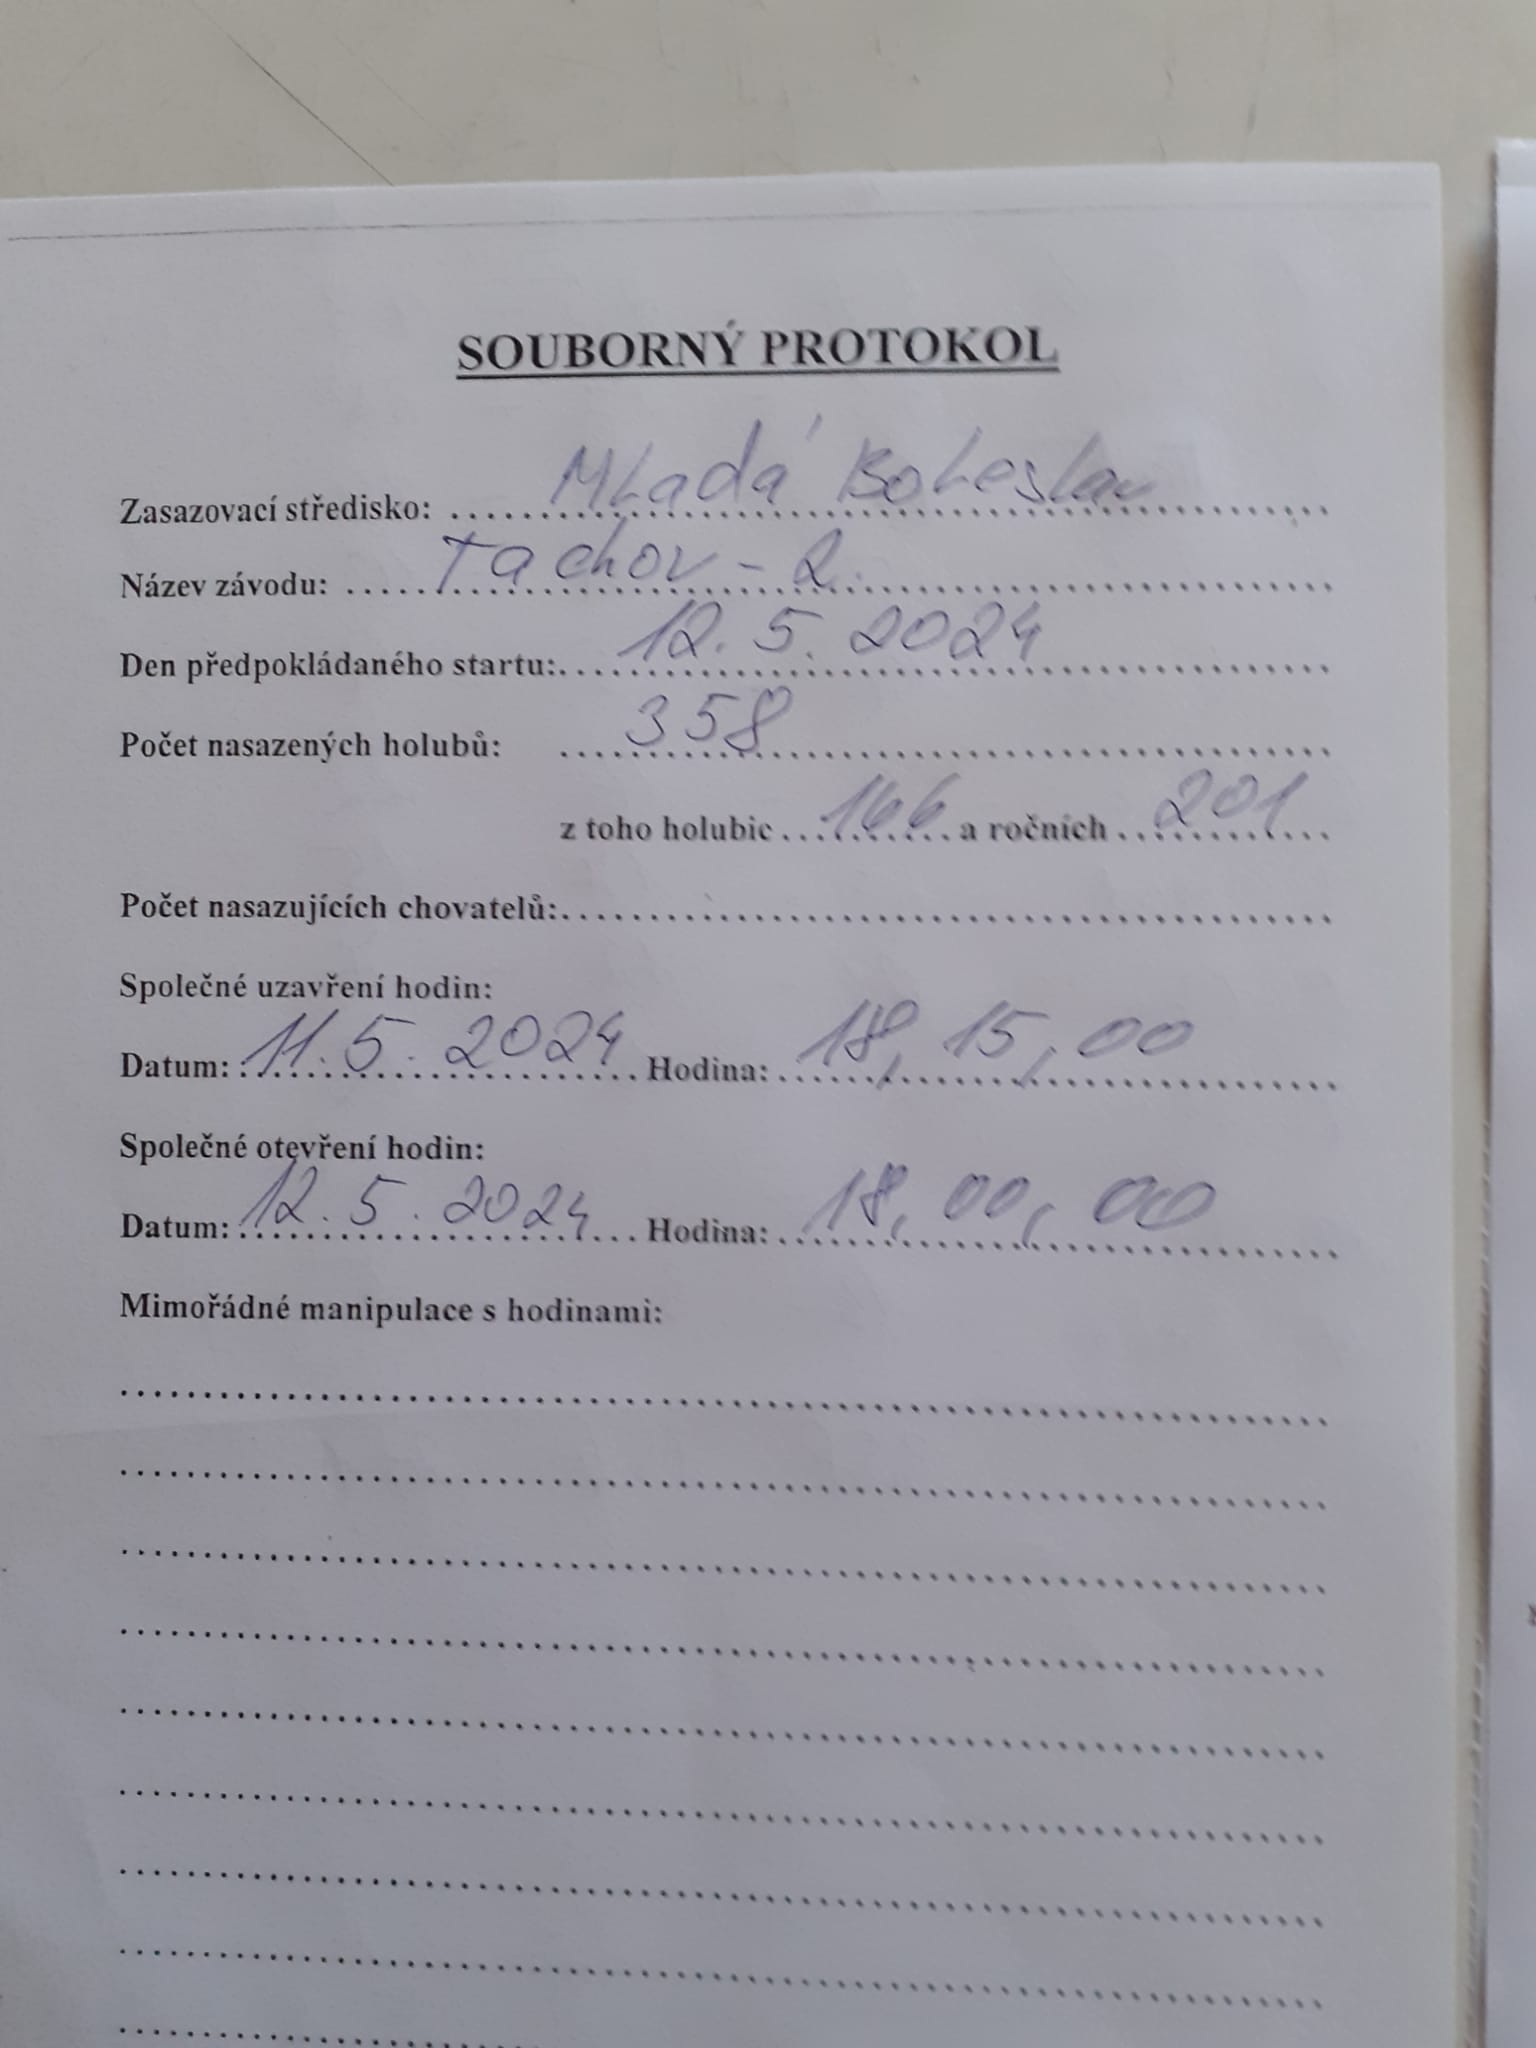 SOUBORNÝ PROTOKOL
Zasazovací středisko: Mladá Boleslav
Název závodu: Tachov - 2.
Den předpokládaného startu: 12. 5. 2024
Počet nasazených holubů: 358
z toho holubic 166 a ročních 201
Počet nasazujících chovatelů:
Společné uzavření hodin:
Datum: 11. 5. 2024 Hodina: 18, 15, 00
Společné otevření hodin:
Datum: 12. 5. 2024 Hodina: 18, 00, 00
Mimořádné manipulace s hodinami: